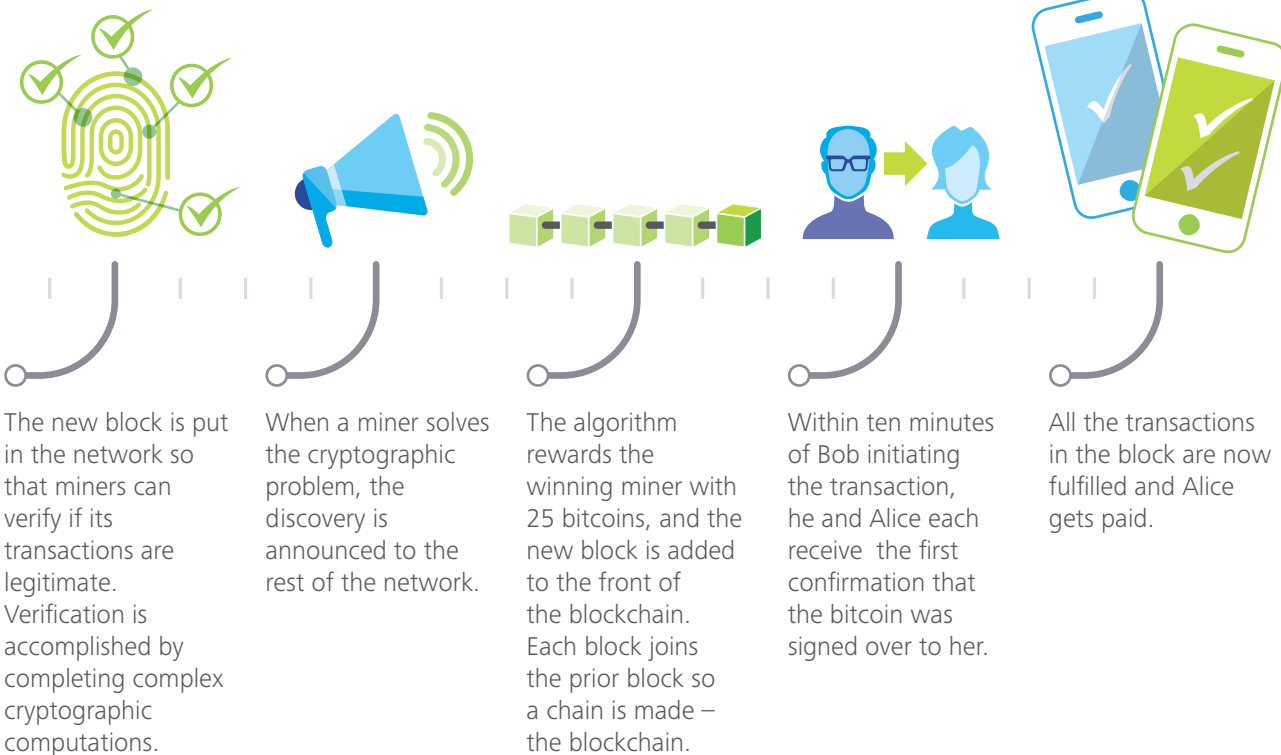 The new block is put
in the network so
that miners can
verify if its
transactions are
legitimate.
Verification is
accomplished by
completing complex
cryptographic
computations.
When a miner solves
the cryptographic
problem, the
discovery is
announced to the
rest of the network.
The algorithm
rewards the
winning miner with
25 bitcoins, and the
new block is added
to the front of
the blockchain.
Each block joins
the prior block so
a chain is made –
the blockchain.
Within ten minutes
of Bob initiating
the transaction,
he and Alice each
receive the first
confirmation that
the bitcoin was
signed over to her.
All the transactions
in the block are now
fulfilled and Alice
gets paid.